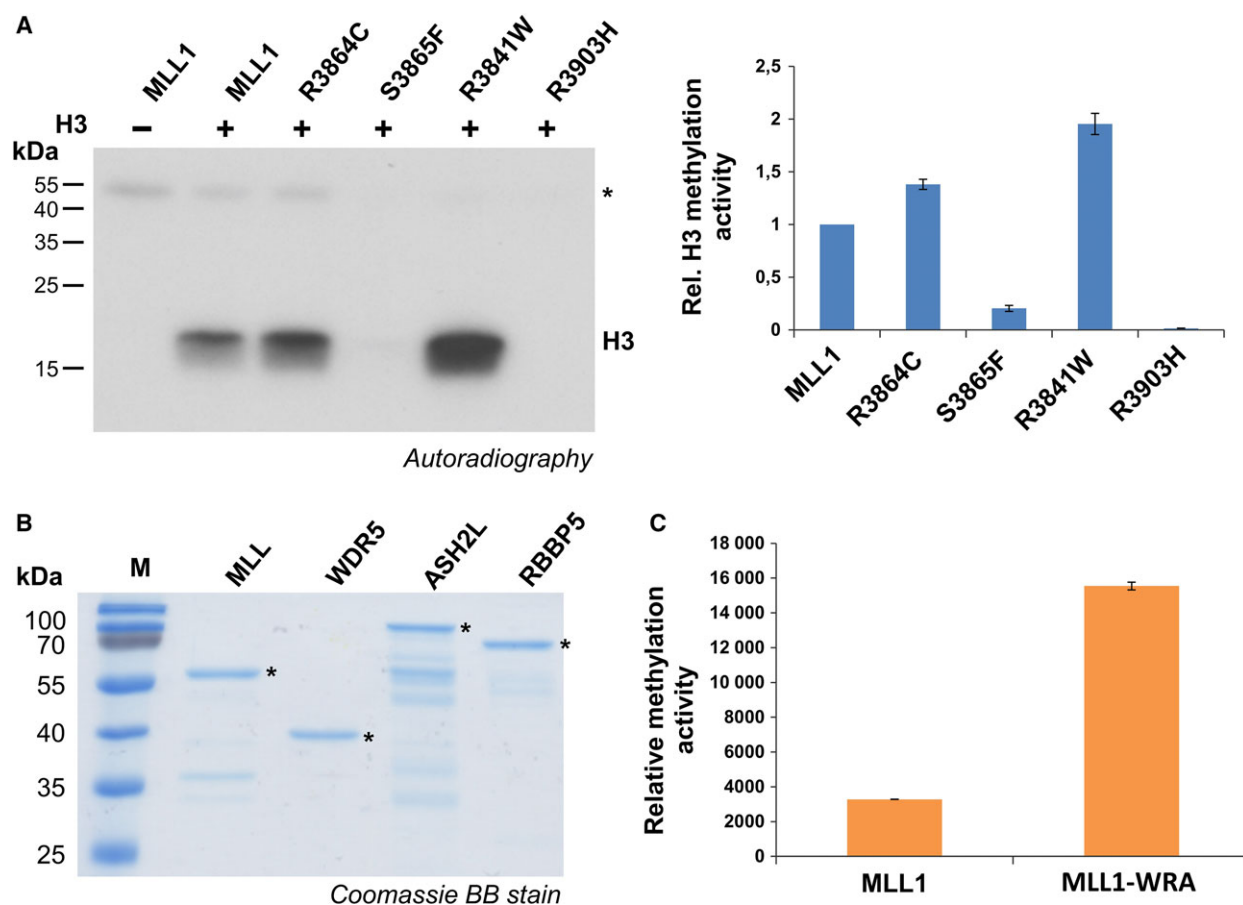 A
MLL1 MLL1 R3864C S3865F R3841W R3903H
H3 – + + + + +
kDa
55
40
35
25
15
*
H3
Autoradiography
Rel. H3 methylation
activity
2,5
2
1,5
1
0,5
0
MLL1 R3864C S3865F R3841W R3903H
B
kDa M MLL WDR5 ASH2L RBBP5
100
70
55
40
35
25
* * * *
Coomassie BB stain
C
Relative methylation
activity
18 000
16 000
14 000
12 000
10 000
8000
6000
4000
2000
0
MLL1 MLL1-WRA